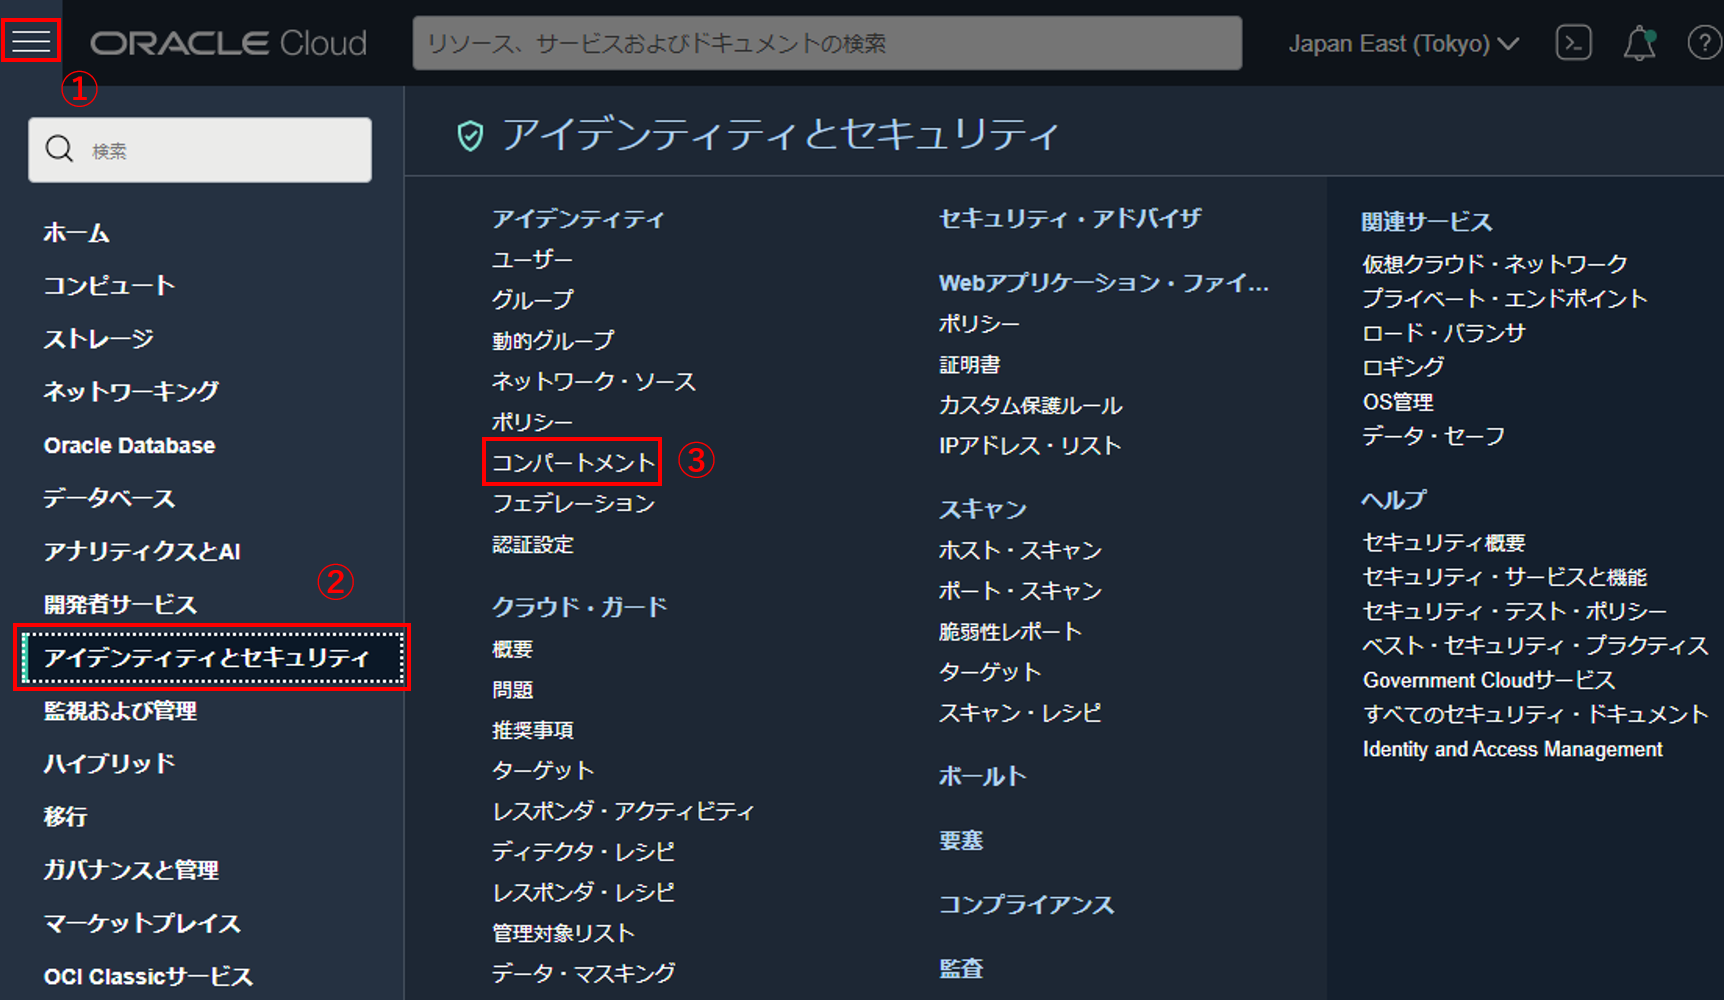 ORACLE Cloud
リソース、サービスおよびドキュメントの検索
Japan East (Tokyo)
①
検索
ホーム
コンピュート
ストレージ
ネットワーキング
Oracle Database
データベース
アナリティクスとAI
②
開発者サービス
アイデンティティとセキュリティ
監視および管理
ハイブリッド
移行
ガバナンスと管理
マーケットプレイス
OCI Classicサービス
アイデンティティとセキュリティ
アイデンティティ
ユーザー
グループ
動的グループ
ネットワーク・ソース
ポリシー
コンパートメント ③
フェデレーション
認証設定
クラウド・ガード
概要
問題
推奨事項
ターゲット
レスポンダ・アクティビティ
ディテクタ・レシピ
レスポンダ・レシピ
管理対象リスト
データ・マスキング
セキュリティ・アドバイザ
Webアプリケーション・ファイ...
ポリシー
証明書
カスタム保護ルール
IPアドレス・リスト
スキャン
ホスト・スキャン
ポート・スキャン
脆弱性レポート
ターゲット
スキャン・レシピ
ボールト
要塞
コンプライアンス
監査
関連サービス
仮想クラウド・ネットワーク
プライベート・エンドポイント
ロード・バランサ
ロギング
OS管理
データ・セーフ
ヘルプ
セキュリティ概要
セキュリティ・サービスと機能
セキュリティ・テスト・ポリシー
ベスト・セキュリティ・プラクティス
Government Cloudサービス
すべてのセキュリティ・ドキュメント
Identity and Access Management